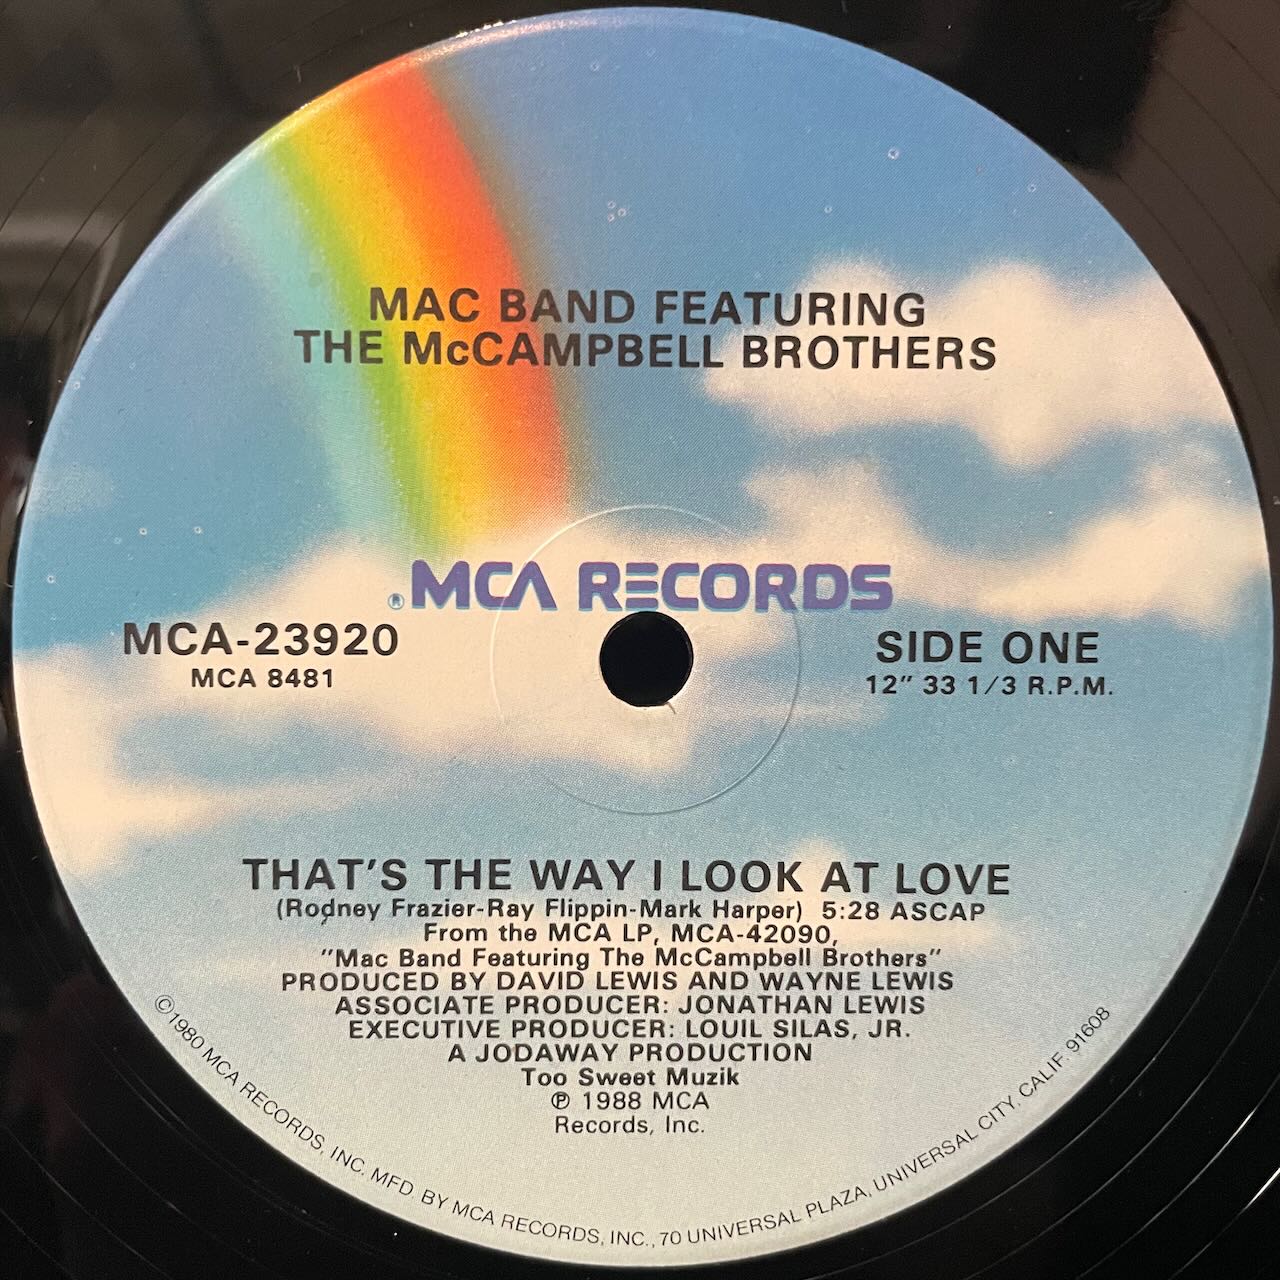 MAC BAND FEATURING
THE McCAMPBELL BROTHERS
® MCA RECORDS
MCA-23920
MCA 8481
SIDE ONE
12” 33 1/3 R.P.M.
THAT’S THE WAY I LOOK AT LOVE
(Rodney Frazier-Ray Flippin-Mark Harper) 5:28 ASCAP
From the MCA LP, MCA-42090,
“Mac Band Featuring The McCampbell Brothers”
PRODUCED BY DAVID LEWIS AND WAYNE LEWIS
ASSOCIATE PRODUCER: JONATHAN LEWIS
EXECUTIVE PRODUCER: LOUIL SILAS, JR.
A JODAWAY PRODUCTION
Too Sweet Muzik
℗ 1988 MCA
Records, Inc.
©1980 MCA RECORDS, INC. MFD. BY MCA RECORDS, INC., 70 UNIVERSAL PLAZA, UNIVERSAL CITY, CALIF. 91608